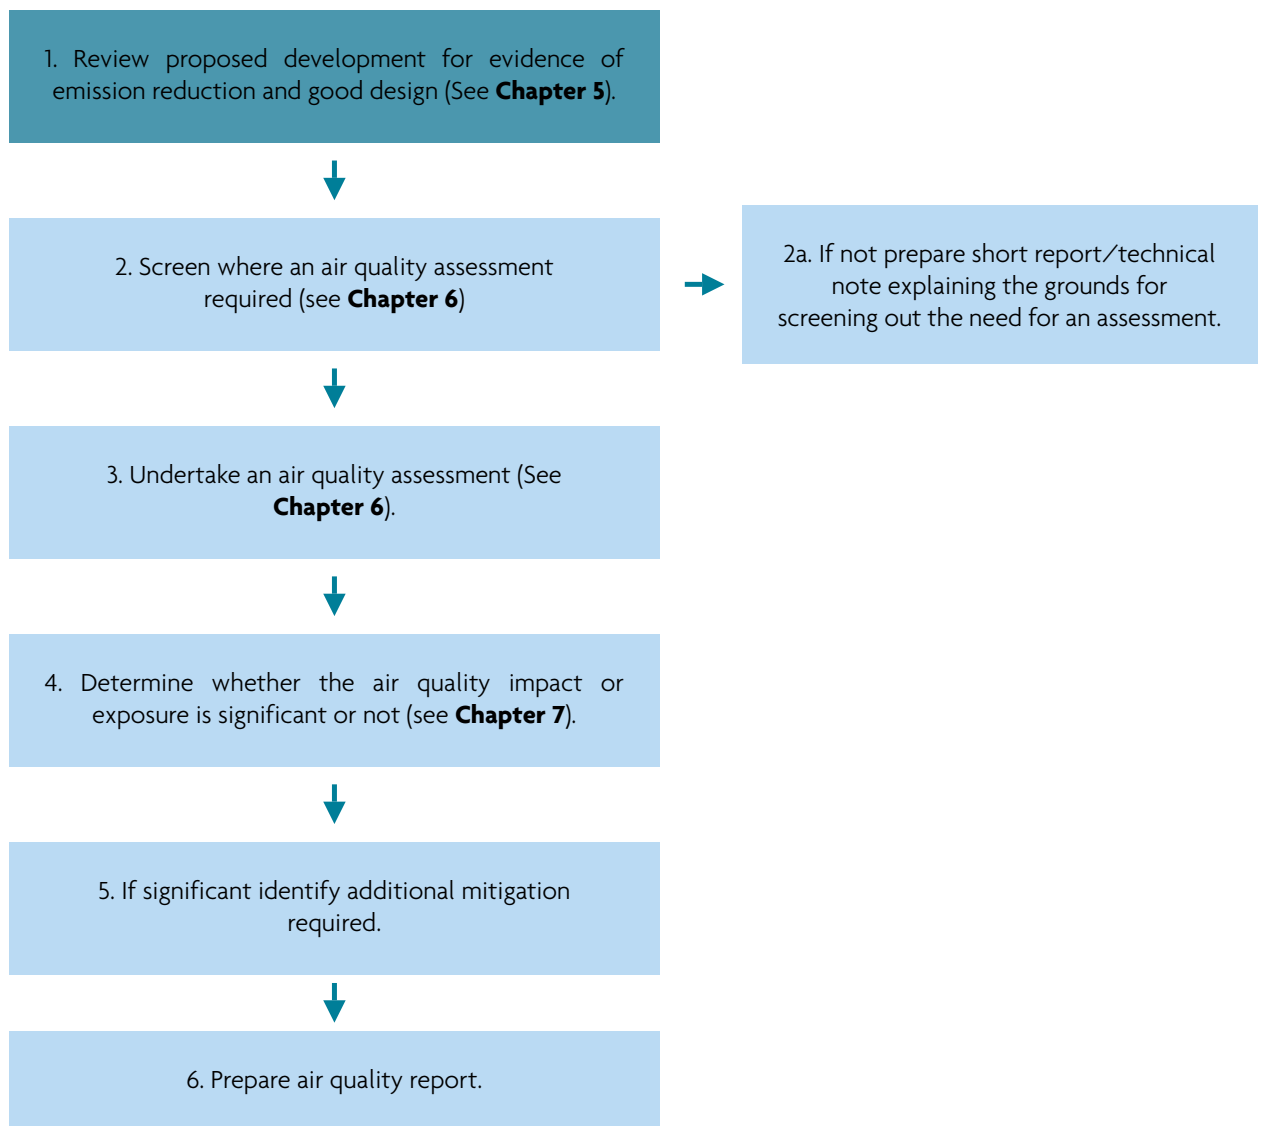 1. Review proposed development for evidence of
emission reduction and good design (See Chapter 5).
2. Screen where an air quality assessment
required (see Chapter 6)
2a. If not prepare short report/technical
note explaining the grounds for
screening out the need for an assessment.
3. Undertake an air quality assessment (See
Chapter 6).
4. Determine whether the air quality impact or
exposure is significant or not (see Chapter 7).
5. If significant identify additional mitigation
required.
6. Prepare air quality report.